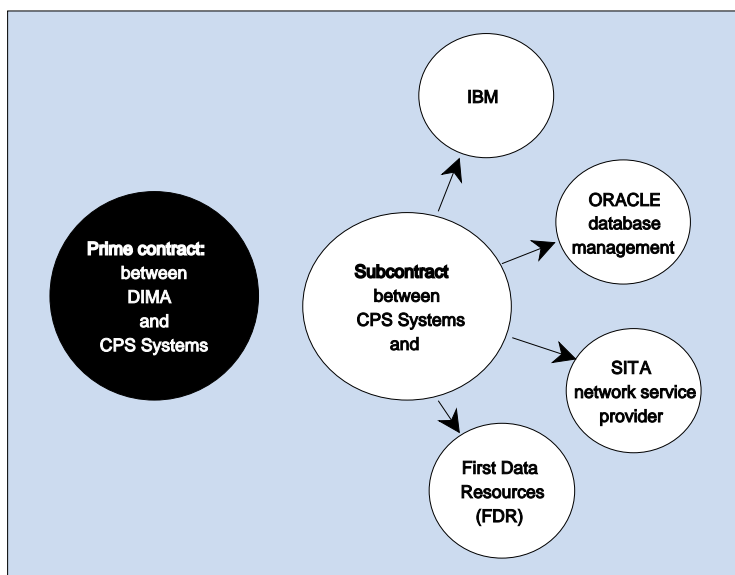 Prime contract:
between
DIMA
and
CPS Systems
Subcontract
between
CPS Systems
and
IBM
ORACLE
database
management
SITA
network service
provider
First Data
Resources
(FDR)